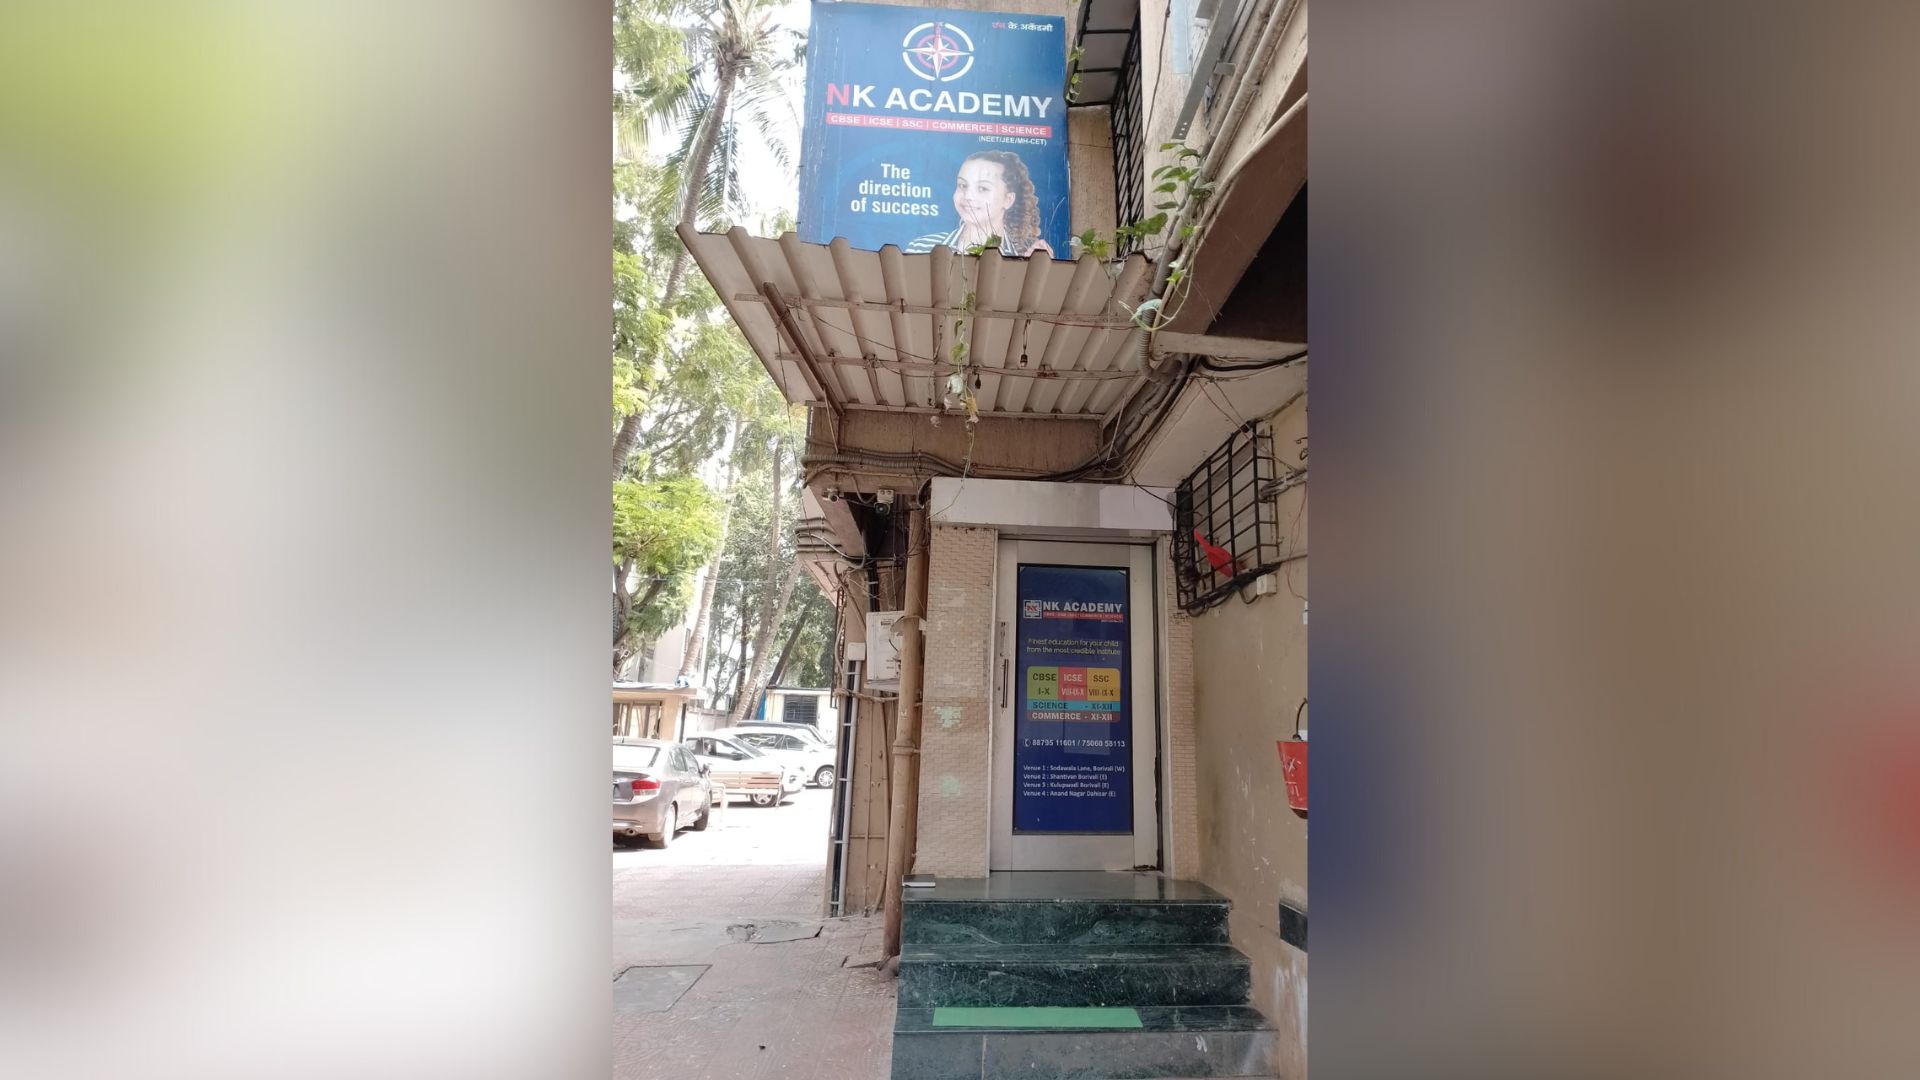 एन. के. अकॅडमी
NK ACADEMY
CBSE | ICSE | SSC | COMMERCE | SCIENCE
(NEET/JEE/MH-CET)
The
direction
of success
NK ACADEMY
Finest education for your child
from the most credible institute
CBSE ICSE SSC
I-X VIII-IX-X VIII-IX-X
SCIENCE - XI-XII
COMMERCE - XI-XII
88795 11601 / 75060 58113
Venue 1 : Sodawala Lane, Borivali (W)
Venue 2 : Shantivan Borivali (E)
Venue 3 : Kulupwadi Borivali (E)
Venue 4 : Anand Nagar Dahisar (E)